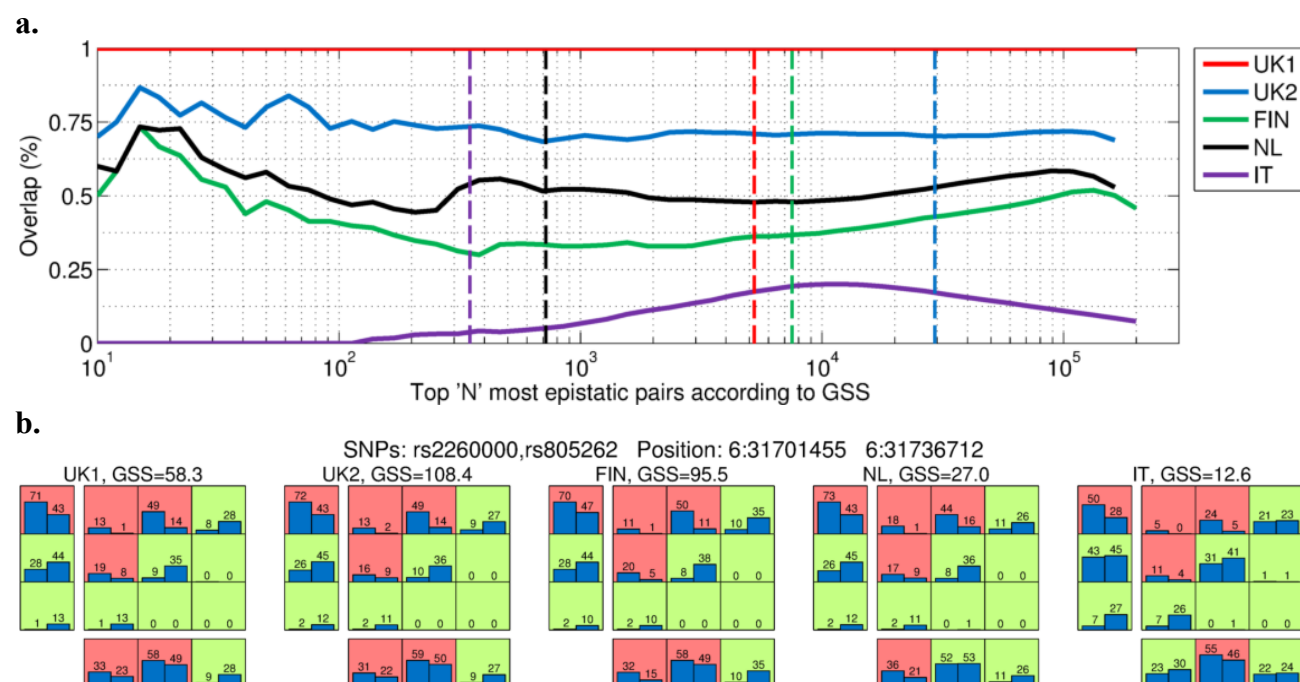 a.
1
0.75
0.5
0.25
0
Overlap (%)
10^1 10^2 10^3 10^4 10^5
Top 'N' most epistatic pairs according to GSS
UK1
UK2
FIN
NL
IT
b.
SNPs: rs2260000,rs805262 Position: 6:31701455 6:31736712
UK1, GSS=58.3 UK2, GSS=108.4 FIN, GSS=95.5 NL, GSS=27.0 IT, GSS=12.6
71 43 13 1 49 14 8 28 72 43 13 2 49 14 9 27 70 47 11 1 50 11 10 35 73 43 18 1 44 16 11 26 50 28 5 0 24 5 21 23
28 44 19 8 9 35 0 0 26 45 16 9 10 36 0 0 28 44 20 5 8 38 0 0 26 45 17 9 8 36 0 0 43 45 11 4 31 41 1 1
1 13 1 13 0 0 0 0 2 12 2 11 0 0 0 0 2 10 2 10 0 0 0 0 2 12 2 11 0 1 0 0 7 27 7 26 0 1 0 0
33 23 58 49 9 28 31 22 59 50 9 27 32 15 58 49 10 35 36 21 52 53 11 26 23 30 55 46 22 24